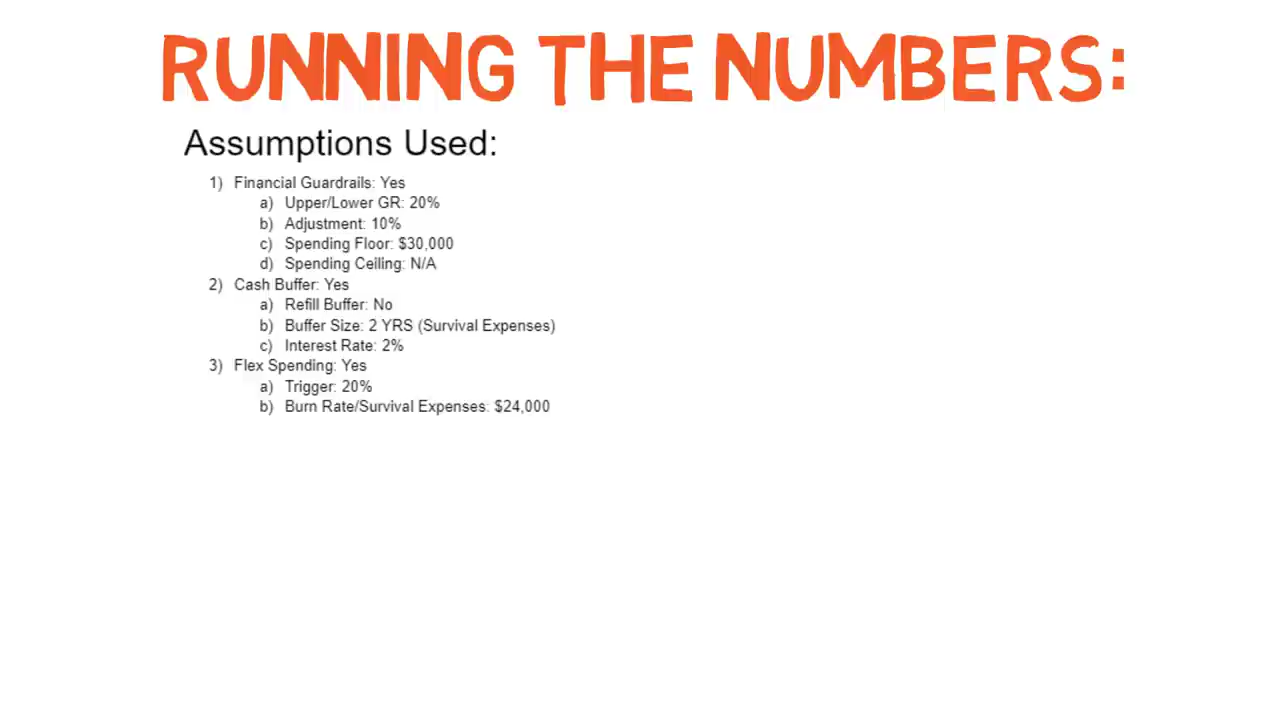 RUNNING THE NUMBERS:
Assumptions Used:
1) Financial Guardrails: Yes
a) Upper/Lower GR: 20%
b) Adjustment: 10%
c) Spending Floor: $30,000
d) Spending Ceiling: N/A
2) Cash Buffer: Yes
a) Refill Buffer: No
b) Buffer Size: 2 YRS (Survival Expenses)
c) Interest Rate: 2%
3) Flex Spending: Yes
a) Trigger: 20%
b) Burn Rate/Survival Expenses: $24,000